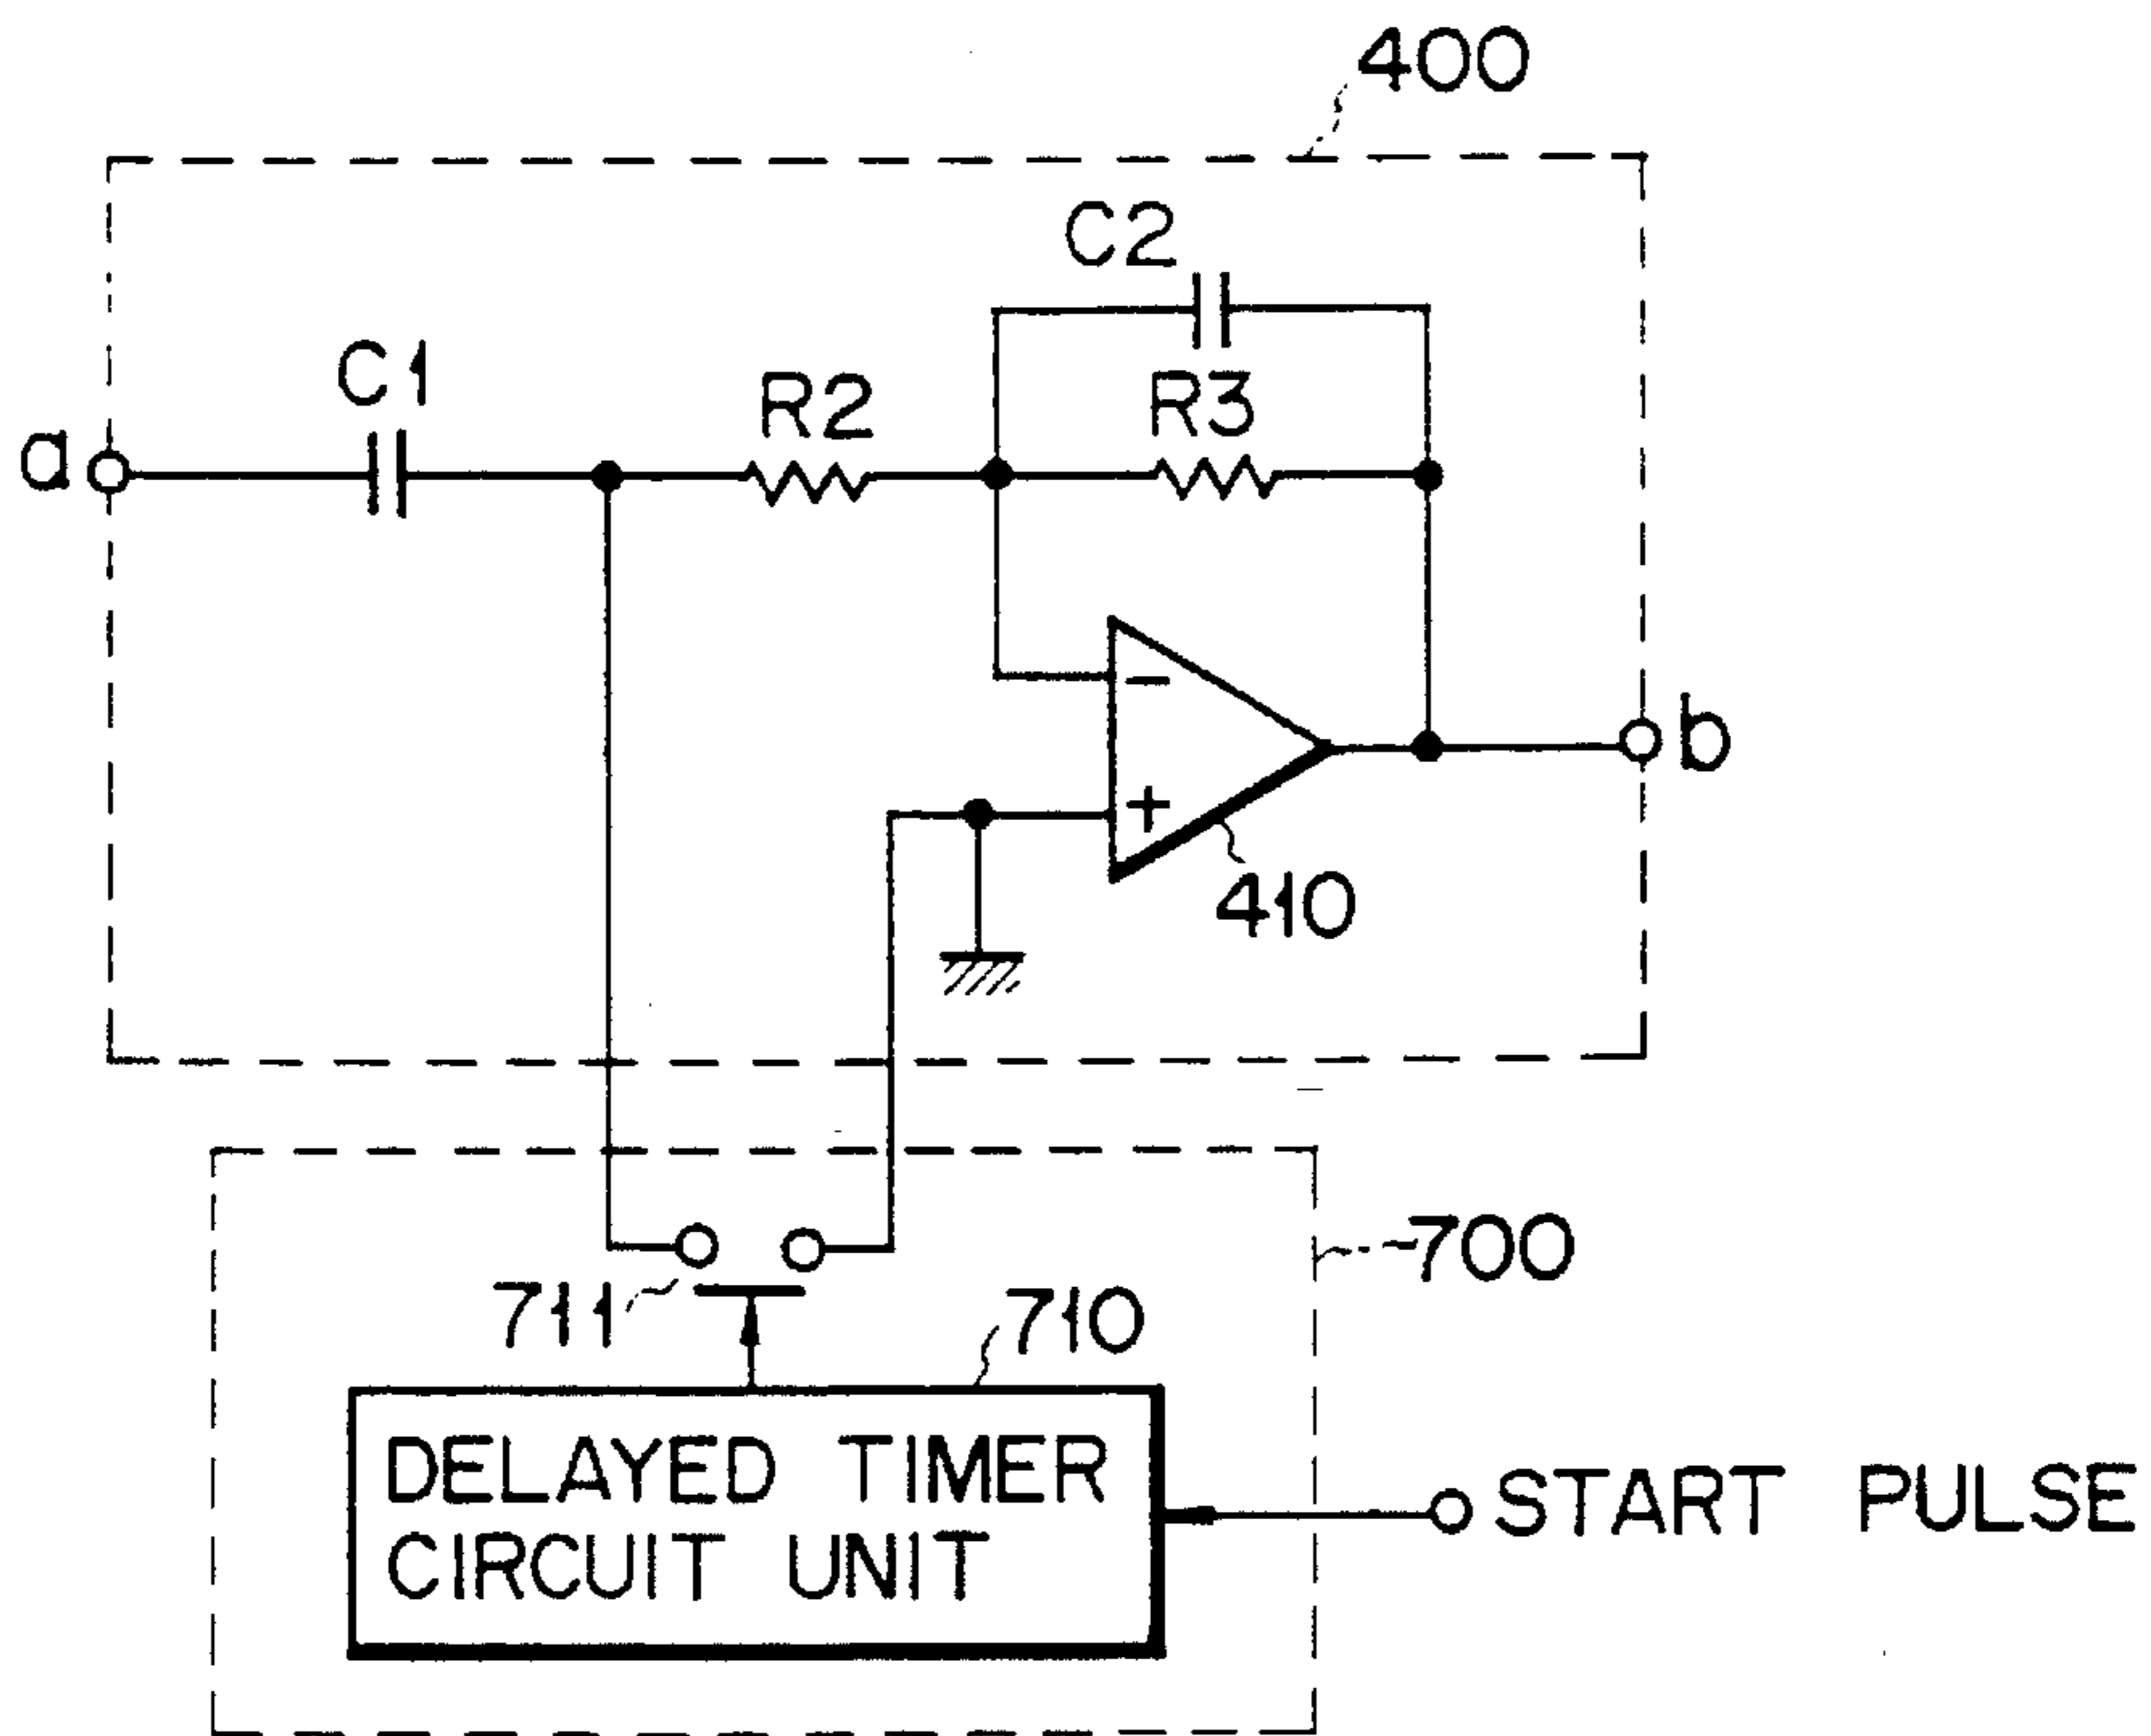 400
C2
C1
R2
R3
a
b
−
+
410
711
710
700
DELAYED TIMER
CIRCUIT UNIT
START PULSE